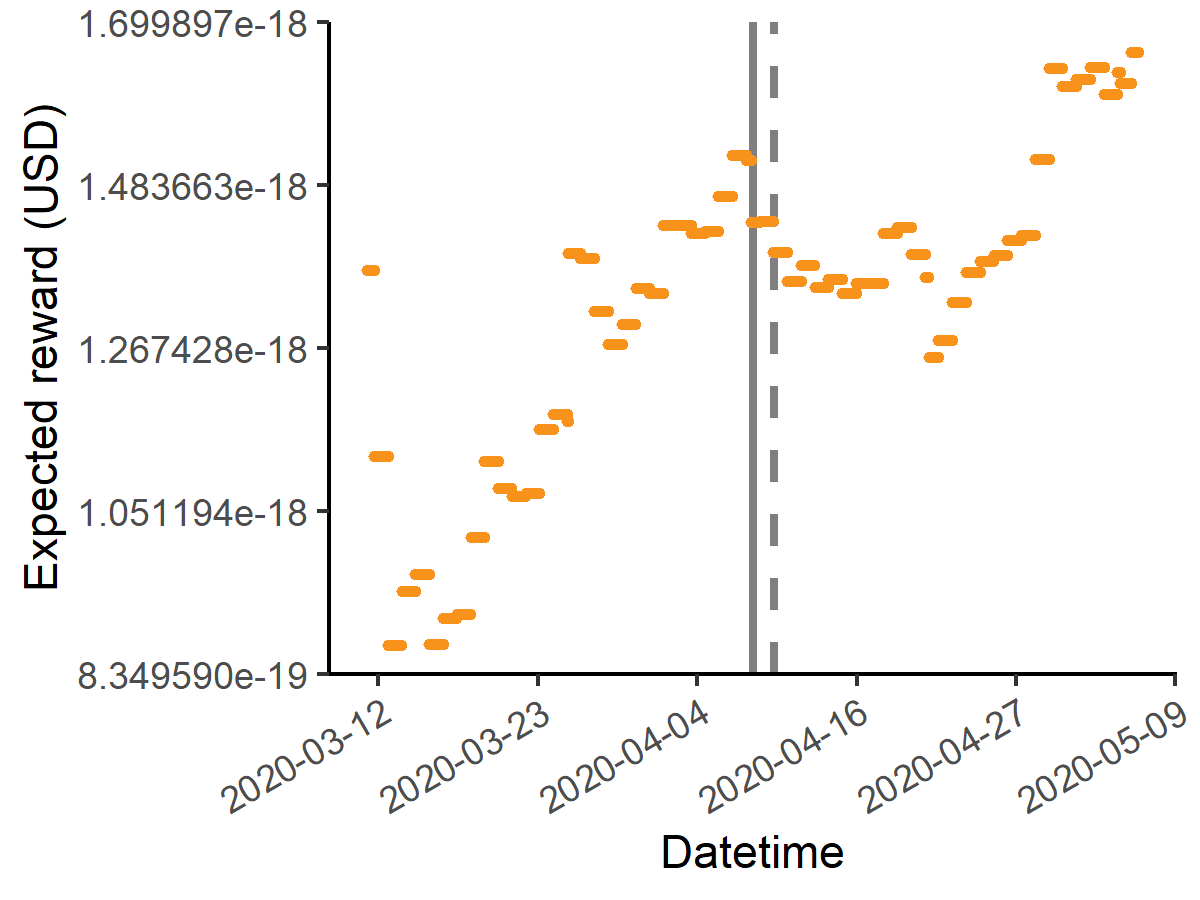 Expected reward (USD)
1.699897e-18
1.483663e-18
1.267428e-18
1.051194e-18
8.349590e-19
2020-03-12
2020-03-23
2020-04-04
2020-04-16
2020-04-27
2020-05-09
Datetime